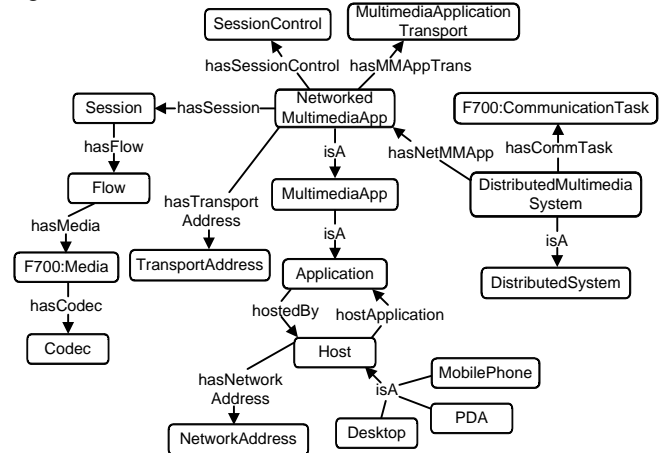 SessionControl
MultimediaApplication
Transport
hasSessionControl
hasMMAppTrans
Session
hasSession
Networked
MultimediaApp
F700:CommunicationTask
hasFlow
isA
hasNetMMApp
hasCommTask
Flow
hasTransport
Address
MultimediaApp
DistributedMultimedia
System
hasMedia
isA
isA
F700:Media
TransportAddress
Application
DistributedSystem
hasCodec
hostedBy
hostApplication
Codec
Host
hasNetwork
Address
isA
MobilePhone
PDA
Desktop
NetworkAddress